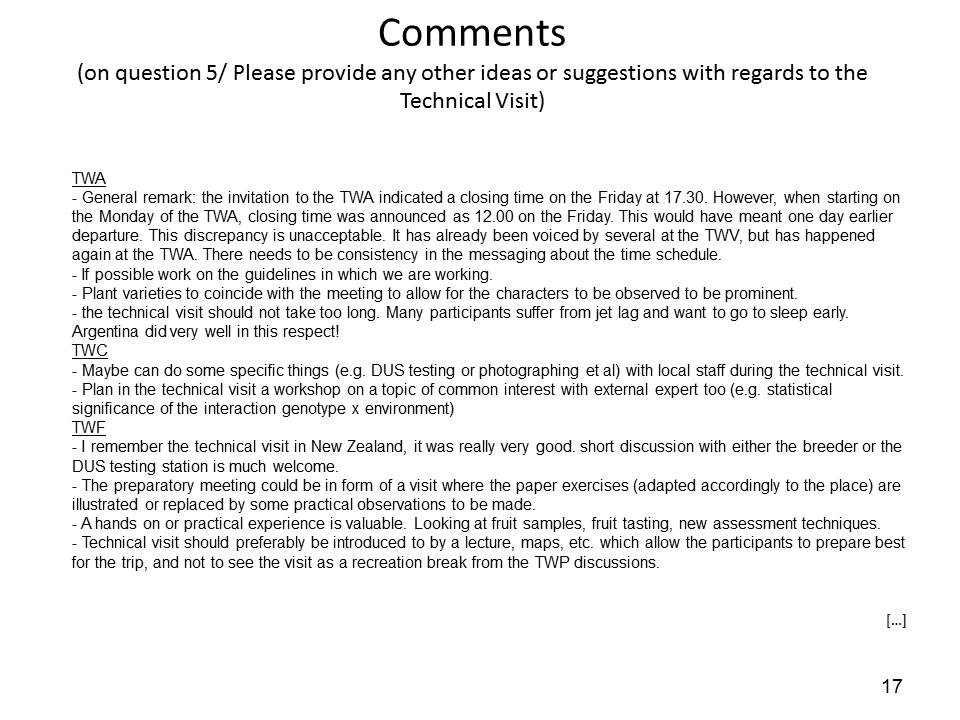 Comments
(on question 5/ Please provide any other ideas or suggestions with regards to the
Technical Visit)
TWA
- General remark: the invitation to the TWA indicated a closing time on the Friday at 17.30. However, when starting on
the Monday of the TWA, closing time was announced as 12.00 on the Friday. This would have meant one day earlier
departure. This discrepancy is unacceptable. It has already been voiced by several at the TWV, but has happened
again at the TWA. There needs to be consistency in the messaging about the time schedule.
- If possible work on the guidelines in which we are working.
- Plant varieties to coincide with the meeting to allow for the characters to be observed to be prominent.
- the technical visit should not take too long. Many participants suffer from jet lag and want to go to sleep early.
Argentina did very well in this respect!
TWC
- Maybe can do some specific things (e.g. DUS testing or photographing et al) with local staff during the technical visit.
- Plan in the technical visit a workshop on a topic of common interest with external expert too (e.g. statistical
significance of the interaction genotype x environment)
TWF
- I remember the technical visit in New Zealand, it was really very good. short discussion with either the breeder or the
DUS testing station is much welcome.
- The preparatory meeting could be in form of a visit where the paper exercises (adapted accordingly to the place) are
illustrated or replaced by some practical observations to be made.
- A hands on or practical experience is valuable. Looking at fruit samples, fruit tasting, new assessment techniques.
- Technical visit should preferably be introduced to by a lecture, maps, etc. which allow the participants to prepare best
for the trip, and not to see the visit as a recreation break from the TWP discussions.
[...]
17